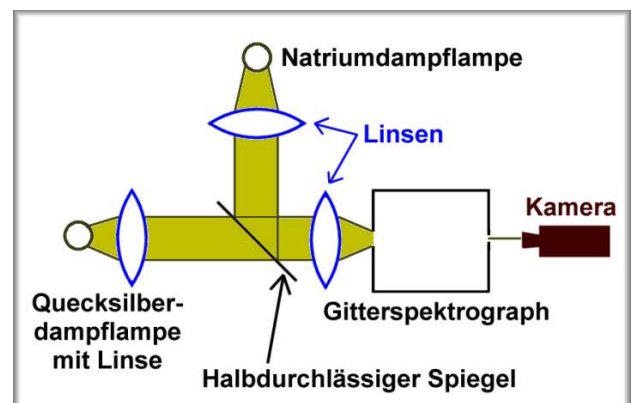 Natriumdampflampe
Linsen
Kamera
Quecksilber-
dampflampe
mit Linse
Gitterspektrograph
Halbdurchlässiger Spiegel